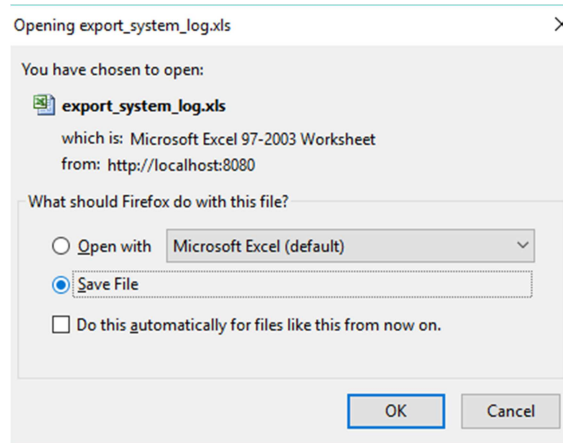 Opening export_system_log.xls
You have chosen to open:
export_system_log.xls
which is: Microsoft Excel 97-2003 Worksheet
from: http://localhost:8080
What should Firefox do with this file?
Open with Microsoft Excel (default)
Save File
Do this automatically for files like this from now on.
OK Cancel